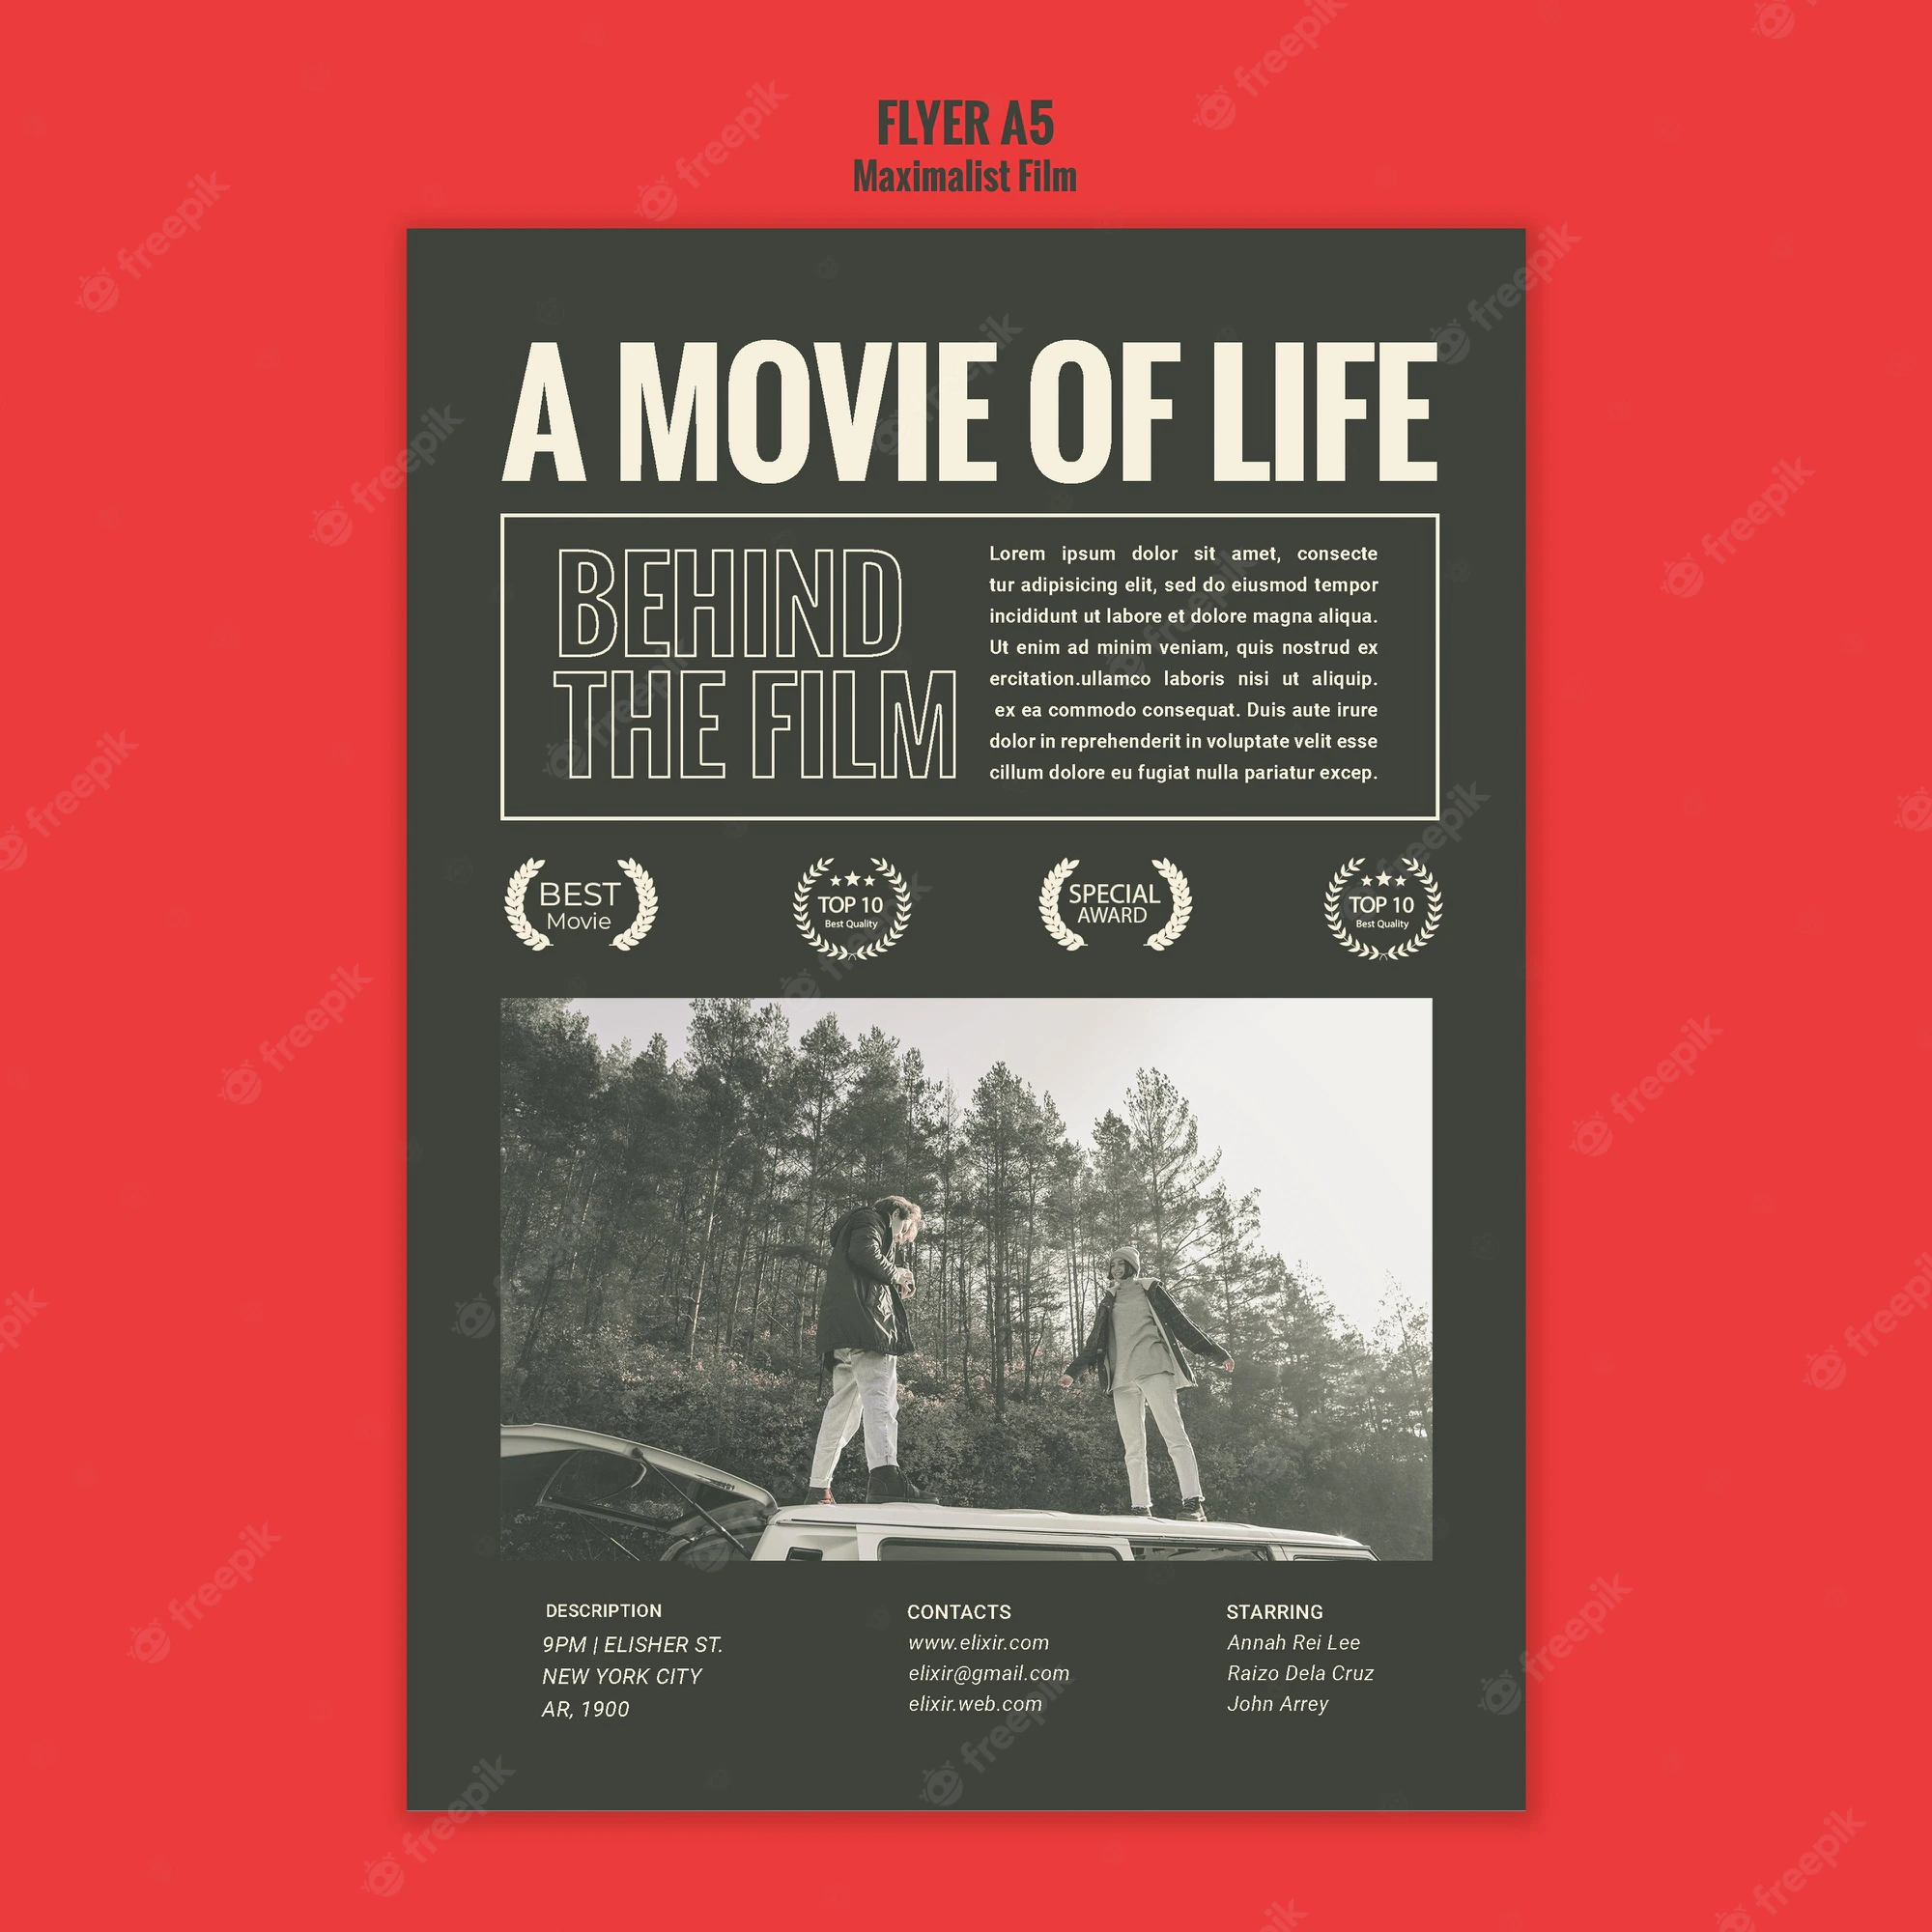 FLYER A5
Maximalist Film
A MOVIE OF LIFE
BEHIND
THE FILM
Lorem ipsum dolor sit amet, consecte
tur adipisicing elit, sed do eiusmod tempor
incididunt ut labore et dolore magna aliqua.
Ut enim ad minim veniam, quis nostrud ex
ercitation.ullamco laboris nisi ut aliquip.
ex ea commodo consequat. Duis aute irure
dolor in reprehenderit in voluptate velit esse
cillum dolore eu fugiat nulla pariatur excep.
BEST
Movie
TOP 10
Best Quality
SPECIAL
AWARD
TOP 10
Best Quality
DESCRIPTION
9PM | ELISHER ST.
NEW YORK CITY
AR, 1900
CONTACTS
www.elixir.com
elixir@gmail.com
elixir.web.com
STARRING
Annah Rei Lee
Raizo Dela Cruz
John Arrey
freepik